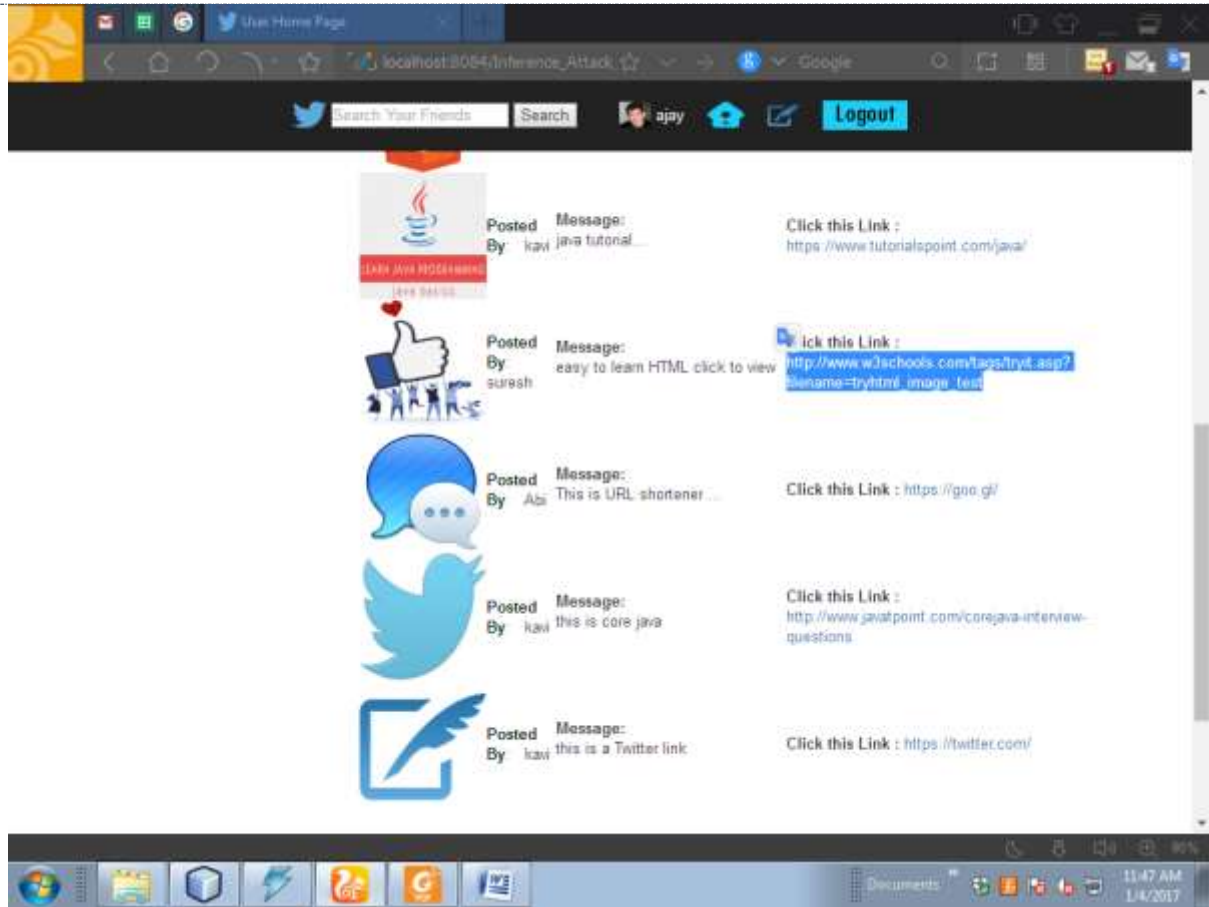 User Home Page
localhost:8084/Inference_Attack
Google
Search Your Friends
Search
ajay
Logout
Posted
By kavi
Message:
java tutorial...
Click this Link :
https://www.tutorialspoint.com/java/
LEARN JAVA PROGRAMMING
JAVA BASICS
Posted
By
suresh
Message:
easy to learn HTML click to view
ick this Link :
http://www.w3schools.com/tags/tryit.asp?
filename=tryhtml_image_test
Posted
By Abi
Message:
This is URL shortener...
Click this Link : https://goo.gl/
Posted
By kavi
Message:
this is core java
Click this Link :
http://www.javatpoint.com/corejava-interview-
questions
Posted
By kavi
Message:
this is a Twitter link
Click this Link : https://twitter.com/
80%
Documents
11:47 AM
1/4/2017